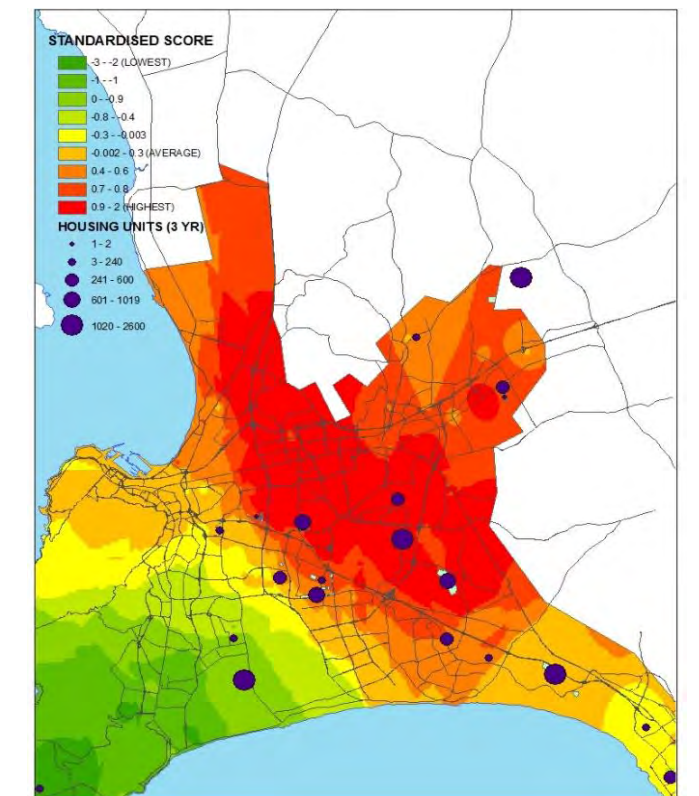 STANDARDISED SCORE
-3 - -2 (LOWEST)
-1 - -1
0 - -0.9
-0.8 - -0.4
-0.3 - -0.003
-0.002 - 0.3 (AVERAGE)
0.4 - 0.6
0.7 - 0.8
0.9 - 2 (HIGHEST)
HOUSING UNITS (3 YR)
1 - 2
3 - 240
241 - 600
601 - 1019
1020 - 2600